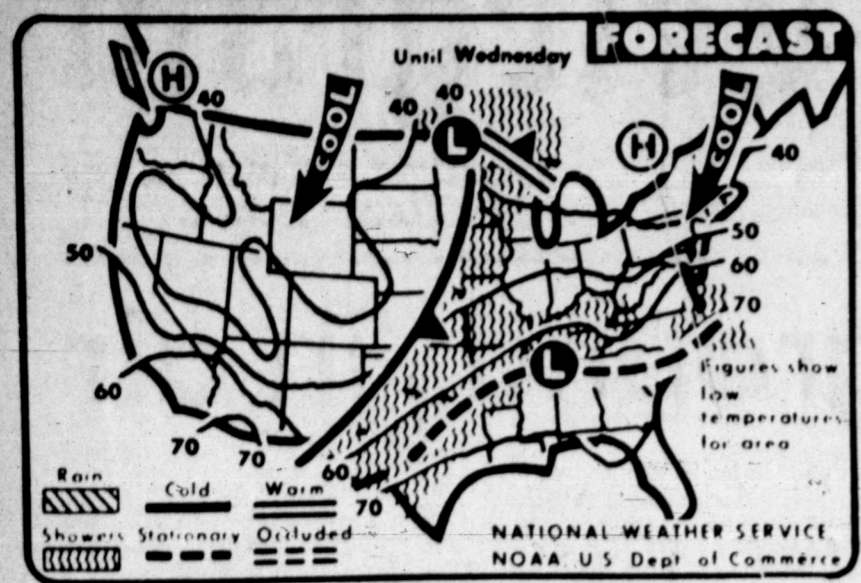 FORECAST
Until Wednesday
H
40
COOL
40
40
L
H
COOL
40
50
50
60
70
L
60
70
70
60
70
Figures show
low
temperatures
for area
Rain
Cold
Warm
Showers
Stationary
Occluded
NATIONAL WEATHER SERVICE
NOAA U S Dept of Commerce